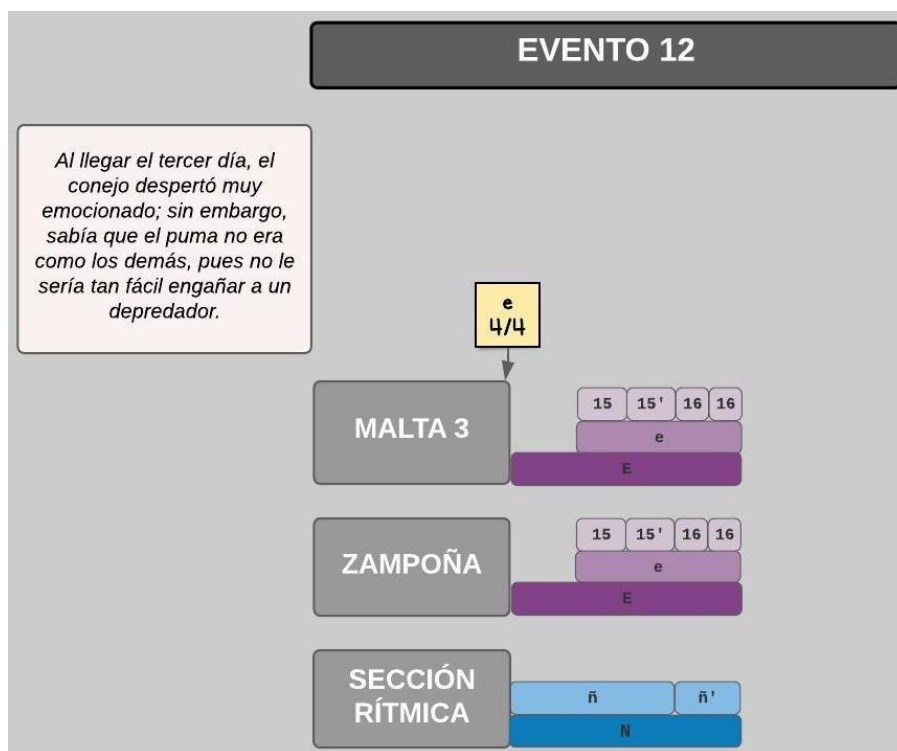 EVENTO 12
Al llegar el tercer día, el
conejo despertó muy
emocionado; sin embargo,
sabía que el puma no era
como los demás, pues no le
sería tan fácil engañar a un
depredador.
e
4/4
MALTA 3
15 15' 16 16
e
E
ZAMPOÑA
15 15' 16 16
e
E
SECCIÓN
RÍTMICA
ñ ñ'
N